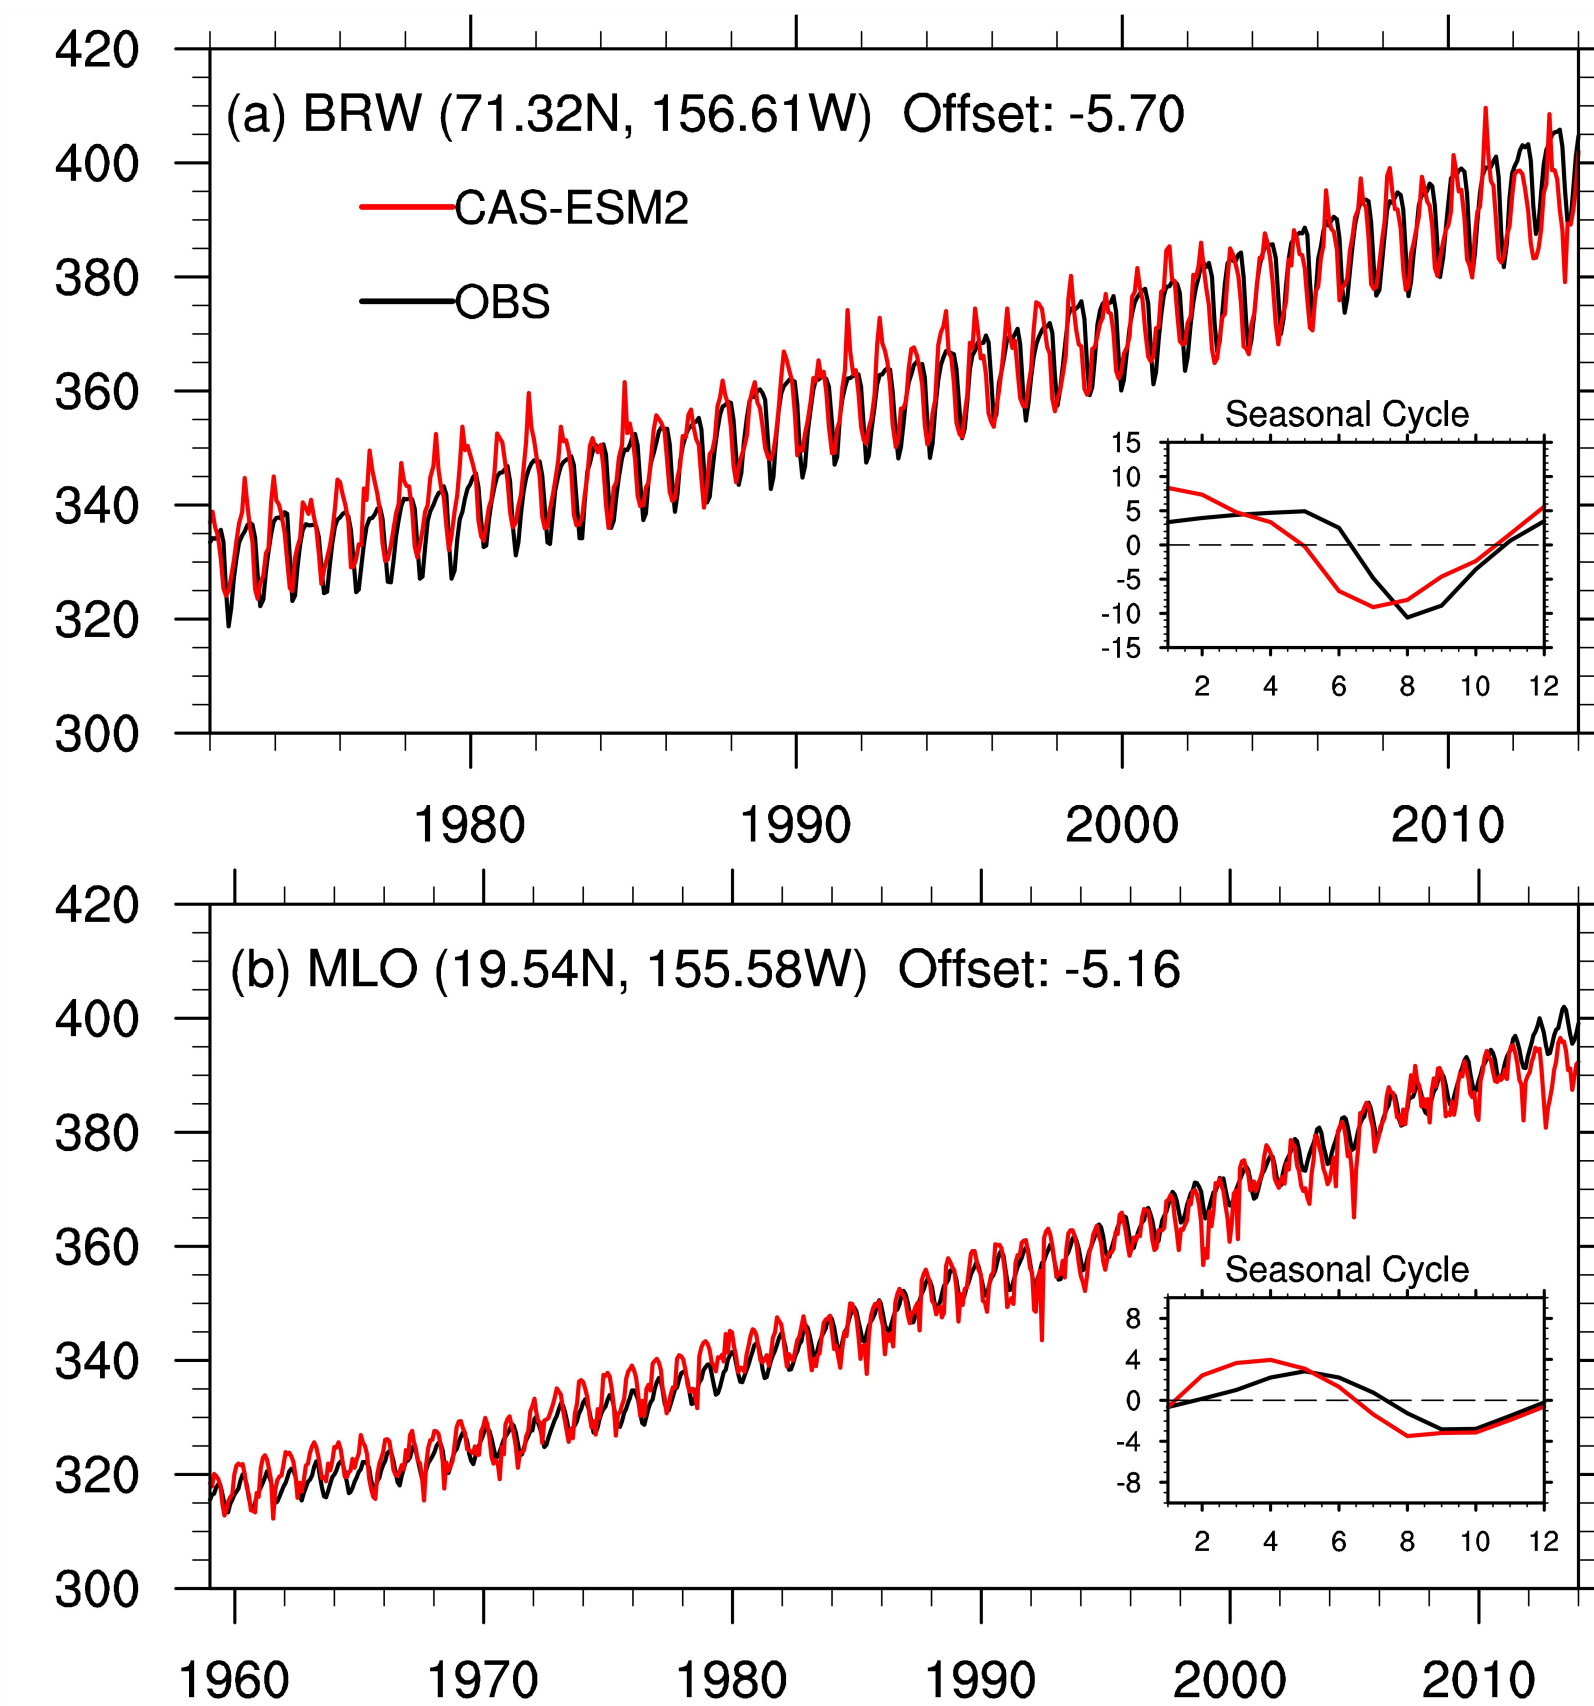 420
(a) BRW (71.32N, 156.61W) Offset: -5.70
400
CAS-ESM2
380
OBS
360
Seasonal Cycle
15
10
340
5
0
-5
320
-10
-15
2 4 6 8 10 12
300
1980 1990 2000 2010
420
(b) MLO (19.54N, 155.58W) Offset: -5.16
400
380
360
Seasonal Cycle
8
340
4
0
-4
320
-8
2 4 6 8 10 12
300
1960 1970 1980 1990 2000 2010